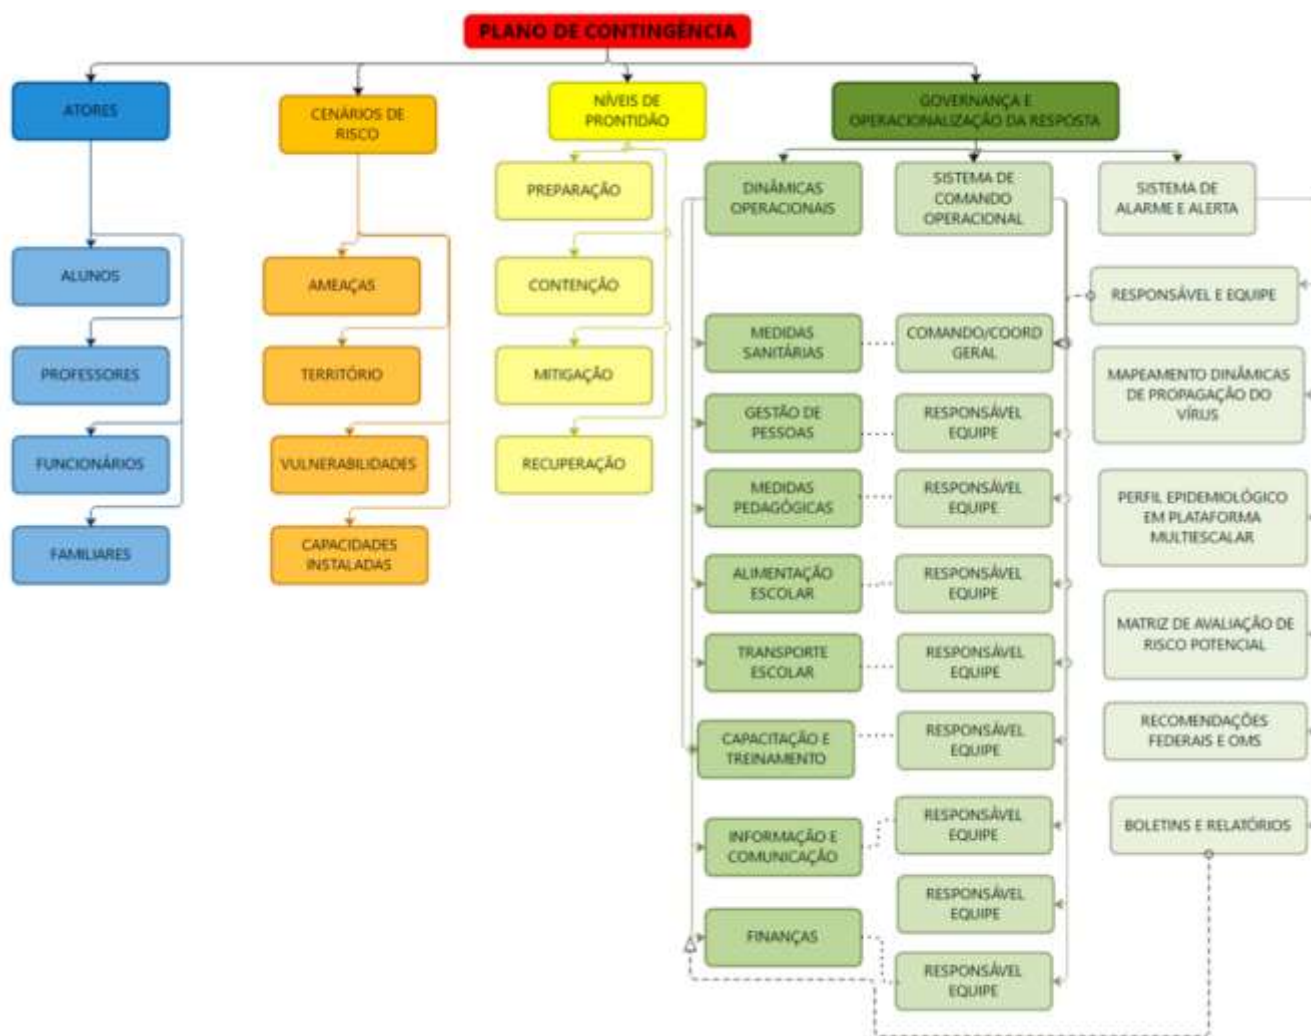 PLANO DE CONTINGÊNCIA
ATORES
ALUNOS
PROFESSORES
FUNCIONÁRIOS
FAMILIARES
CENÁRIOS DE
RISCO
AMEAÇAS
TERRITÓRIO
VULNERABILIDADES
CAPACIDADES
INSTALADAS
NÍVEIS DE
PRONTIDÃO
PREPARAÇÃO
CONTENÇÃO
MITIGAÇÃO
RECUPERAÇÃO
GOVERNANÇA E
OPERACIONALIZAÇÃO DA RESPOSTA
DINÂMICAS
OPERACIONAIS
MEDIDAS
SANITÁRIAS
GESTÃO DE
PESSOAS
MEDIDAS
PEDAGÓGICAS
ALIMENTAÇÃO
ESCOLAR
TRANSPORTE
ESCOLAR
CAPACITAÇÃO E
TREINAMENTO
INFORMAÇÃO E
COMUNICAÇÃO
FINANÇAS
SISTEMA DE
COMANDO
OPERACIONAL
COMANDO/COORD
GERAL
RESPONSÁVEL
EQUIPE
RESPONSÁVEL
EQUIPE
RESPONSÁVEL
EQUIPE
RESPONSÁVEL
EQUIPE
RESPONSÁVEL
EQUIPE
RESPONSÁVEL
EQUIPE
RESPONSÁVEL
EQUIPE
RESPONSÁVEL
EQUIPE
SISTEMA DE
ALARME E ALERTA
RESPONSÁVEL E EQUIPE
MAPEAMENTO DINÂMICAS
DE PROPAGAÇÃO DO
VÍRUS
PERFIL EPIDEMIOLÓGICO
EM PLATAFORMA
MULTIESCALAR
MATRIZ DE AVALIAÇÃO DE
RISCO POTENCIAL
RECOMENDAÇÕES
FEDERAIS E OMS
BOLETINS E RELATÓRIOS